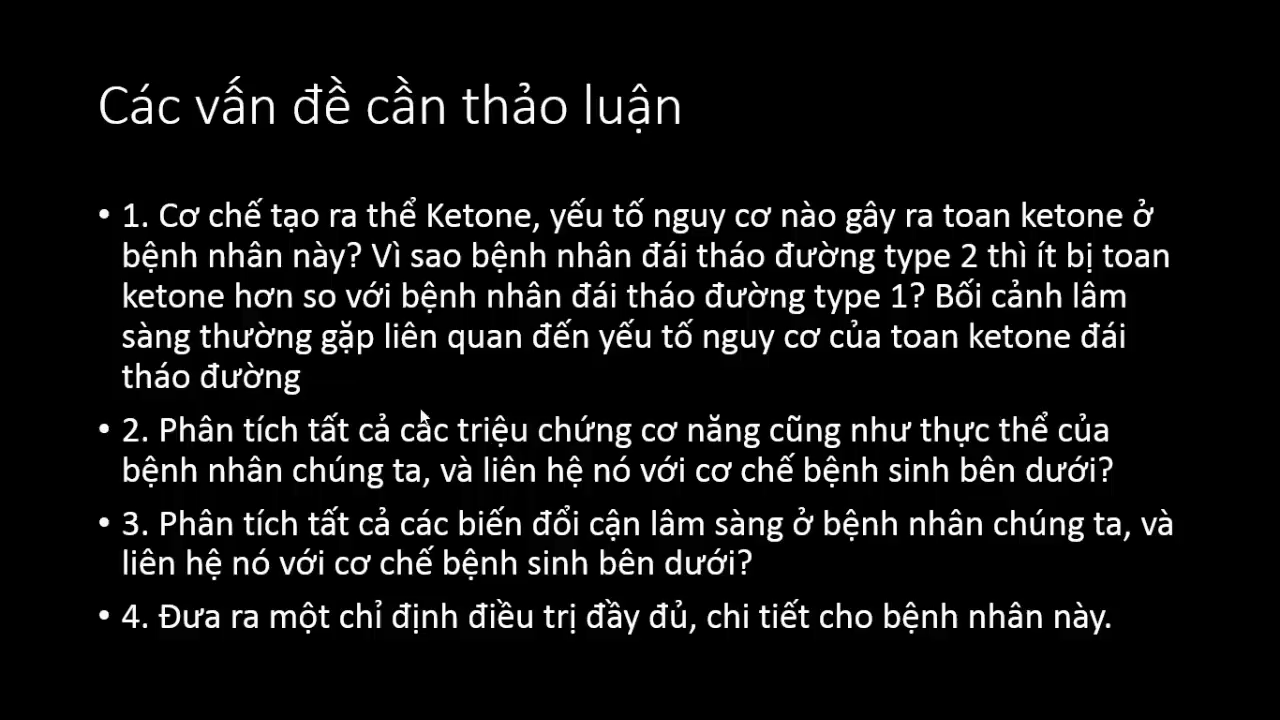 Các vấn đề cần thảo luận
• 1. Cơ chế tạo ra thể Ketone, yếu tố nguy cơ nào gây ra toan ketone ở
bệnh nhân này? Vì sao bệnh nhân đái tháo đường type 2 thì ít bị toan
ketone hơn so với bệnh nhân đái tháo đường type 1? Bối cảnh lâm
sàng thường gặp liên quan đến yếu tố nguy cơ của toan ketone đái
tháo đường
• 2. Phân tích tất cả các triệu chứng cơ năng cũng như thực thể của
bệnh nhân chúng ta, và liên hệ nó với cơ chế bệnh sinh bên dưới?
• 3. Phân tích tất cả các biến đổi cận lâm sàng ở bệnh nhân chúng ta, và
liên hệ nó với cơ chế bệnh sinh bên dưới?
• 4. Đưa ra một chỉ định điều trị đầy đủ, chi tiết cho bệnh nhân này.